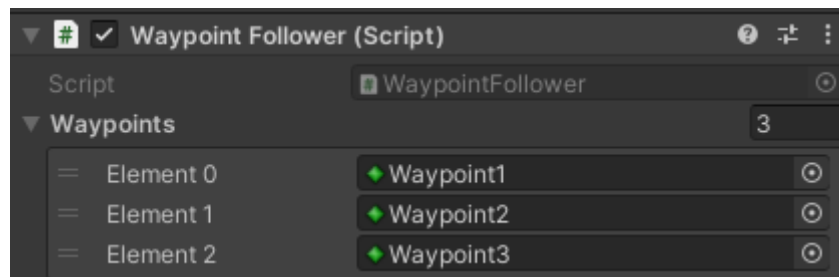 # Waypoint Follower (Script)
Script # WaypointFollower
Waypoints 3
Element 0 Waypoint1
Element 1 Waypoint2
Element 2 Waypoint3